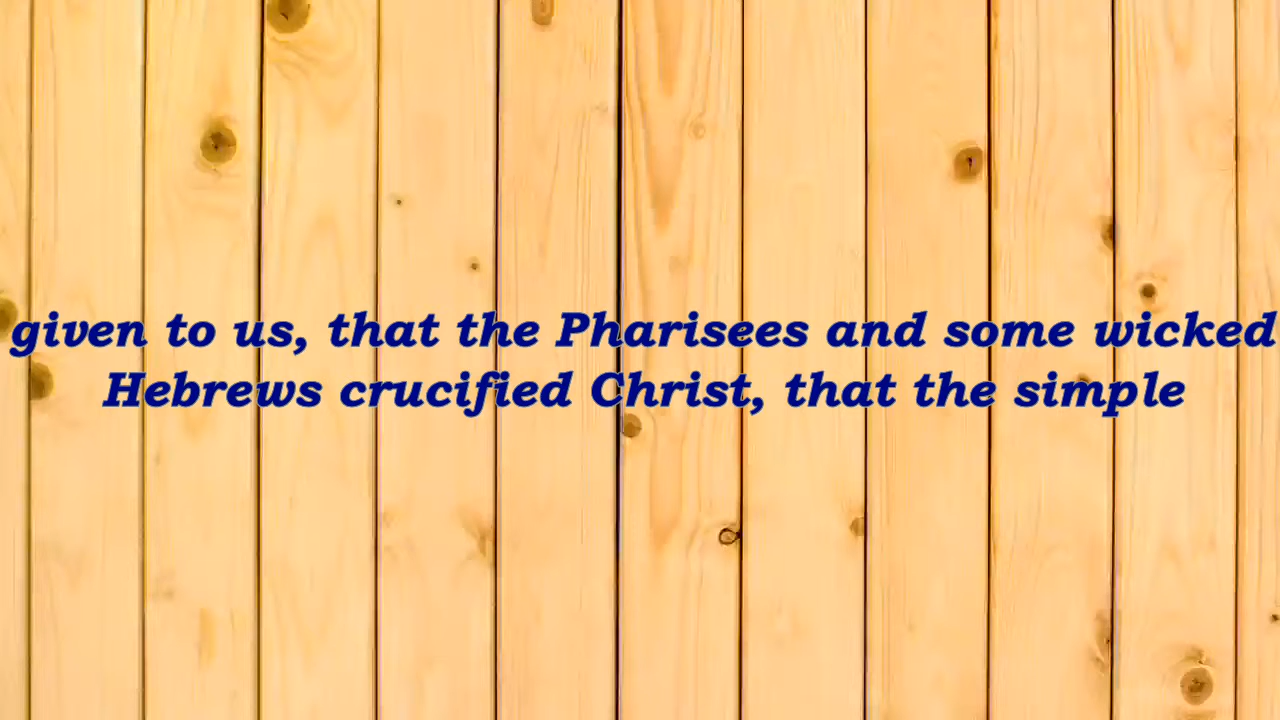 given to us, that the Pharisees and some wicked
Hebrews crucified Christ, that the simple